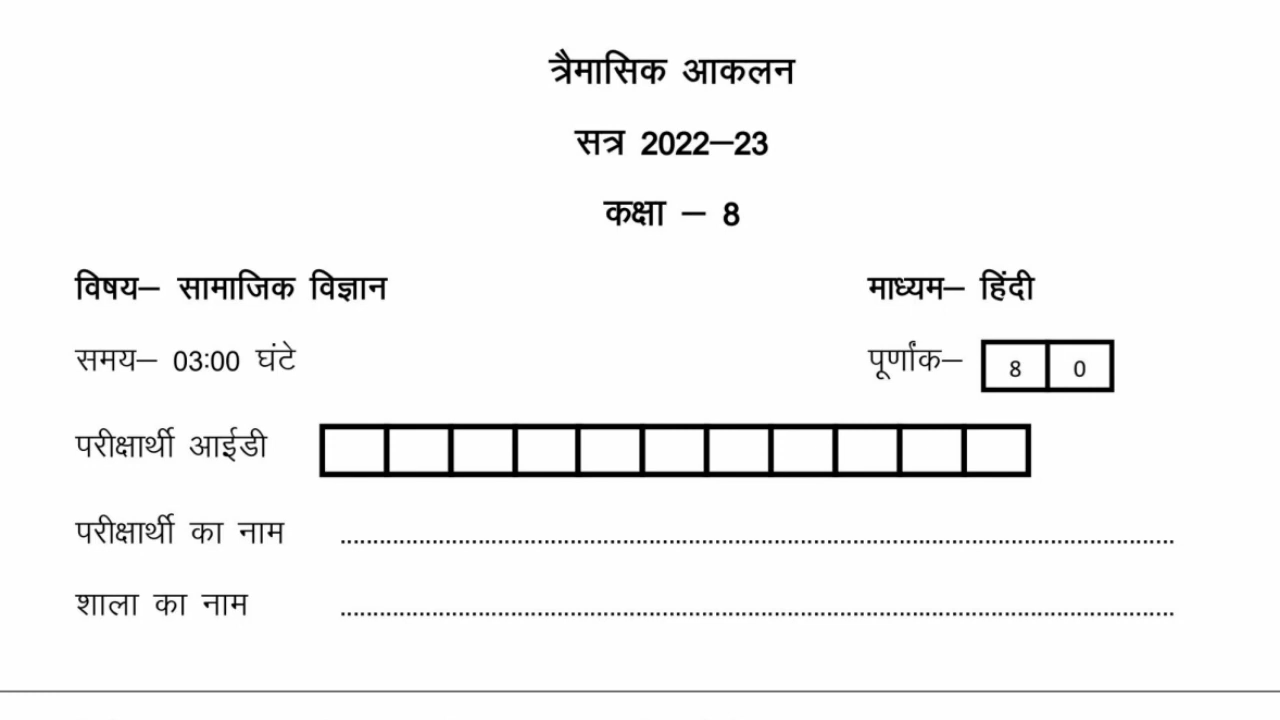 त्रैमासिक आकलन
सत्र 2022–23
कक्षा – 8
विषय– सामाजिक विज्ञान माध्यम– हिंदी
समय– 03:00 घंटे पूर्णांक– 8 0
परीक्षार्थी आईडी
परीक्षार्थी का नाम ....................................................................................................
शाला का नाम ....................................................................................................